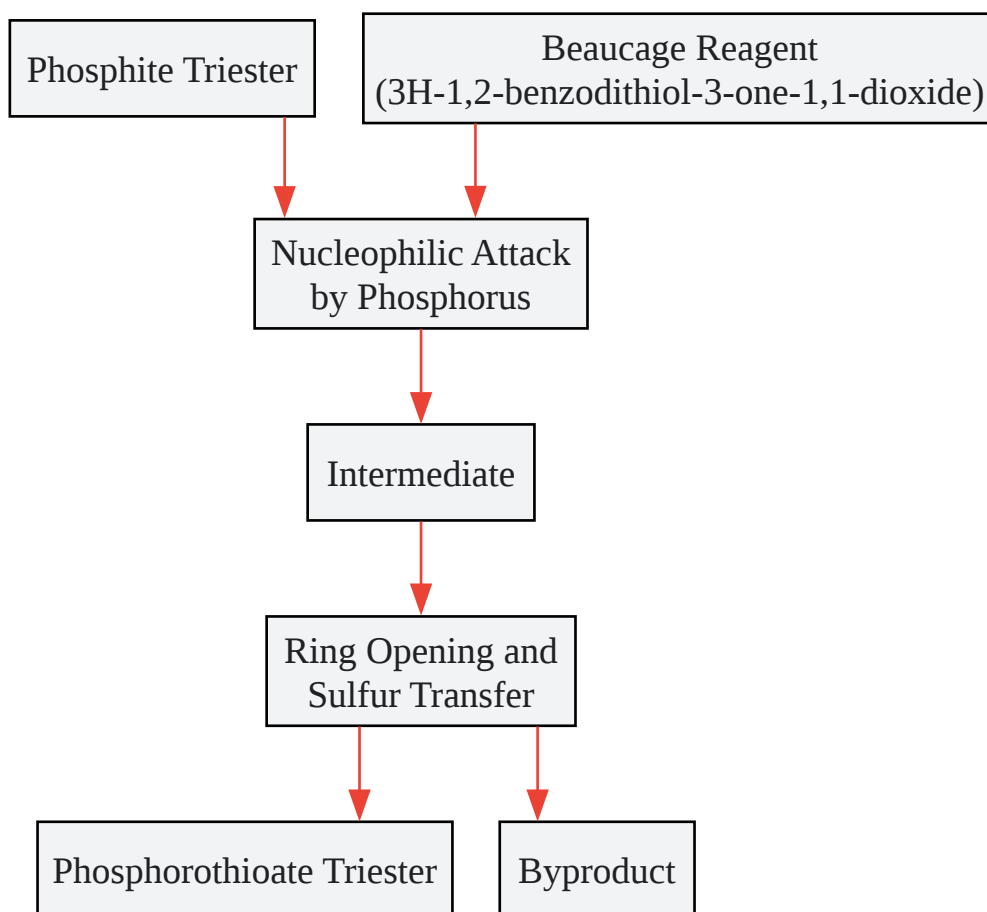 Phosphite Triester
Beaucage Reagent
(3H-1,2-benzodithiol-3-one-1,1-dioxide)
Nucleophilic Attack
by Phosphorus
Intermediate
Ring Opening and
Sulfur Transfer
Phosphorothioate Triester
Byproduct